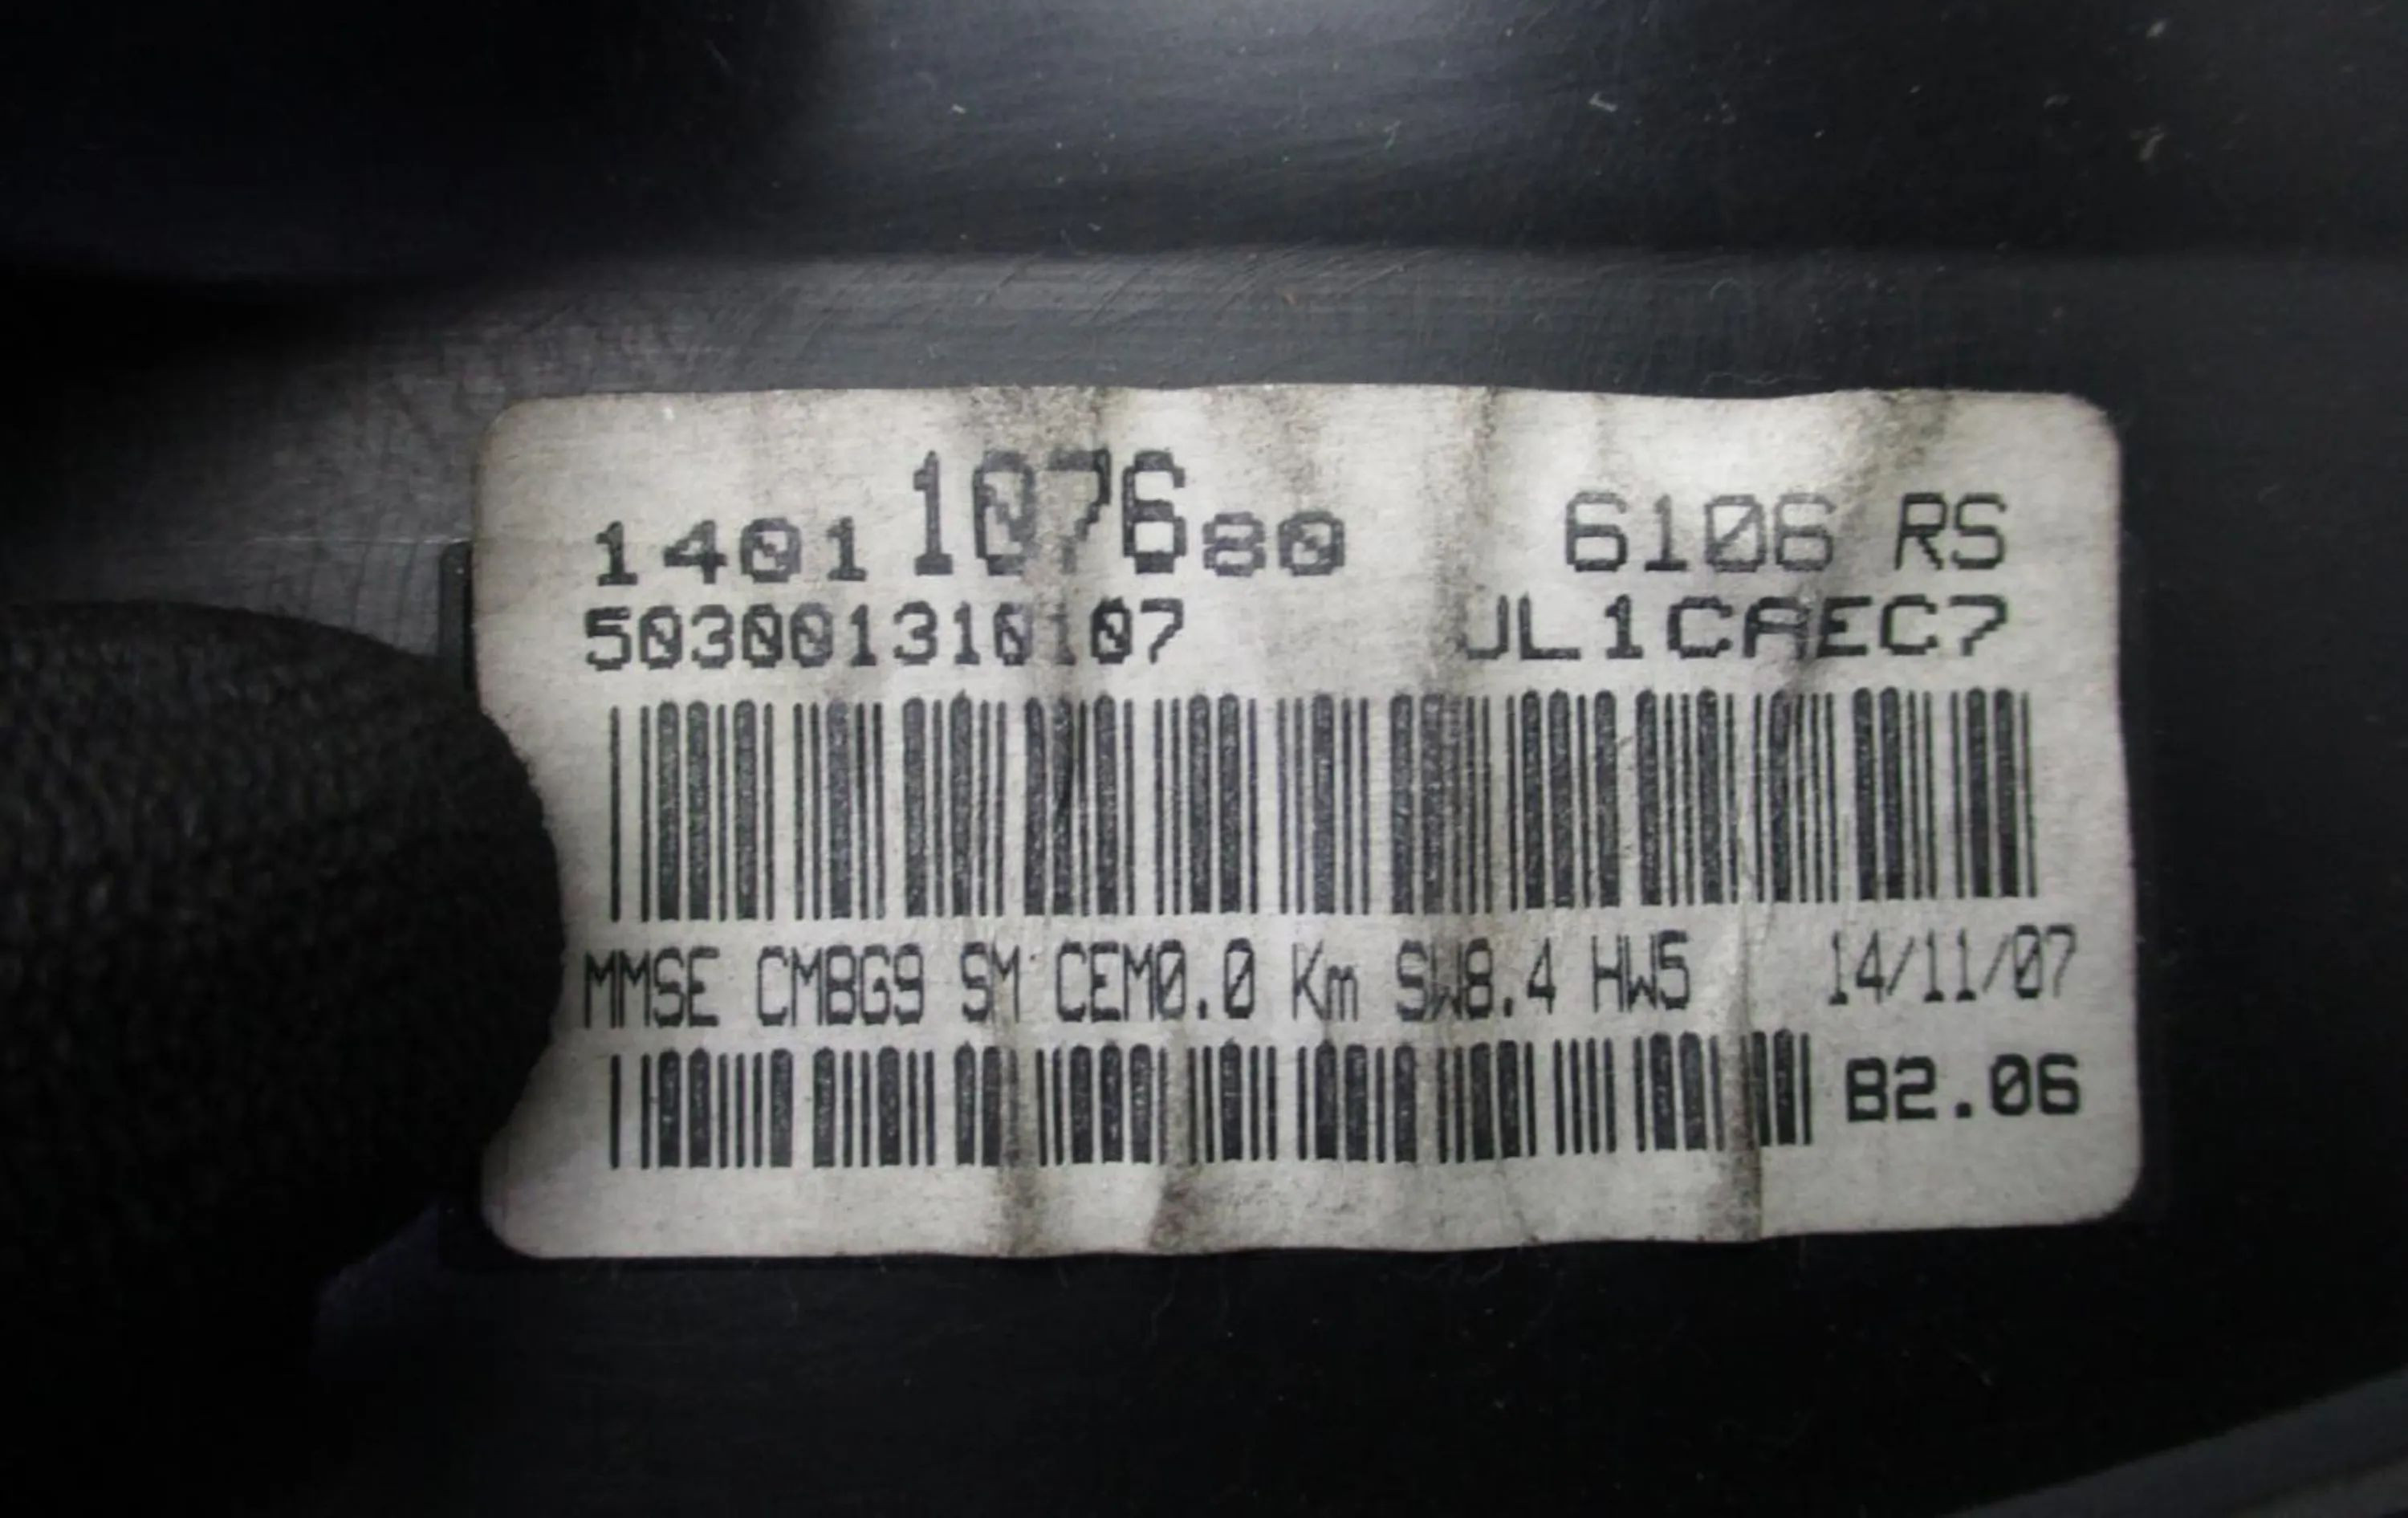 1401107680 6106 RS
503001310107 JL1CAEC7
MMSE CMBG9 SM CEM0.0 Km SW8.4 HW5 14/11/07
B2.06